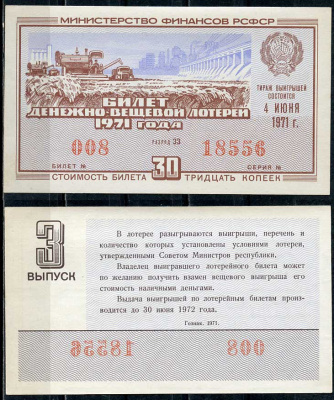 МИНИСТЕРСТВО ФИНАНСОВ РСФСР
ТИРАЖ ВЫИГРЫШЕЙ
СОСТОИТСЯ
4 ИЮНЯ
1971 г.
БИЛЕТ
ДЕНЕЖНО-ВЕЩЕВОЙ ЛОТЕРЕИ
1971 ГОДА
008
РАЗРЯД 33
18556
БИЛЕТ №
30
СЕРИЯ №
СТОИМОСТЬ БИЛЕТА ТРИДЦАТЬ КОПЕЕК
3
ВЫПУСК
В лотерее разыгрываются выигрыши, перечень и
количество которых установлены условиями лотереи,
утвержденными Советом Министров республики.
Владелец выигравшего лотерейного билета может
по желанию получить взамен вещевого выигрыша его
стоимость наличными деньгами.
Выдача выигрышей по лотерейным билетам произ-
водится до 30 июня 1972 года.
Гознак. 1971.
18556 008